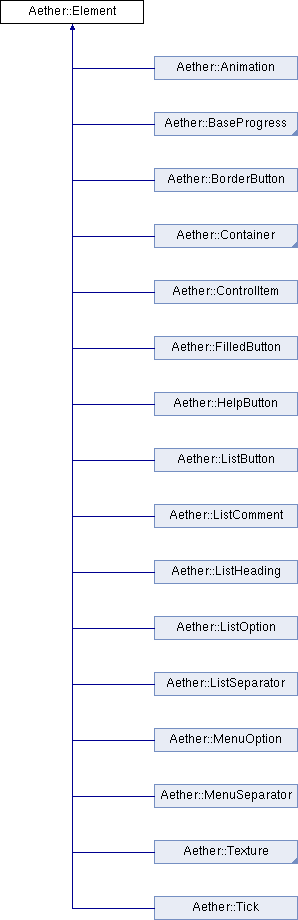 Aether::Element
Aether::Animation
Aether::BaseProgress
Aether::BorderButton
Aether::Container
Aether::ControlItem
Aether::FilledButton
Aether::HelpButton
Aether::ListButton
Aether::ListComment
Aether::ListHeading
Aether::ListOption
Aether::ListSeparator
Aether::MenuOption
Aether::MenuSeparator
Aether::Texture
Aether::Tick